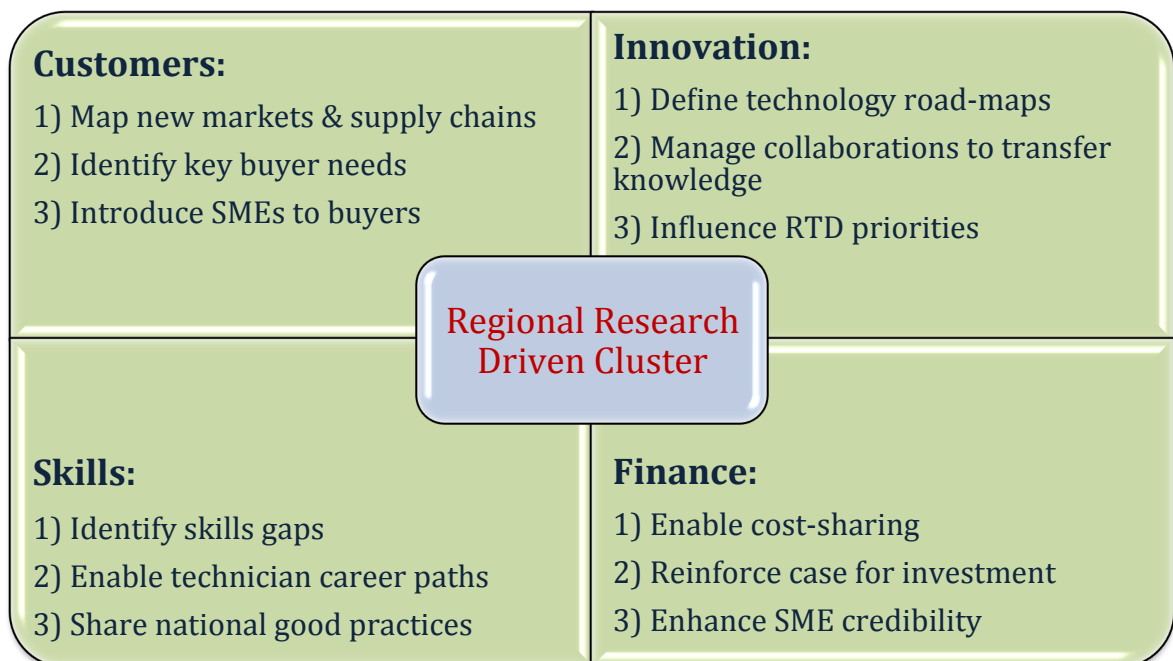 Customers:
1) Map new markets & supply chains
2) Identify key buyer needs
3) Introduce SMEs to buyers
Innovation:
1) Define technology road-maps
2) Manage collaborations to transfer
knowledge
3) Influence RTD priorities
Regional Research
Driven Cluster
Skills:
1) Identify skills gaps
2) Enable technician career paths
3) Share national good practices
Finance:
1) Enable cost-sharing
2) Reinforce case for investment
3) Enhance SME credibility